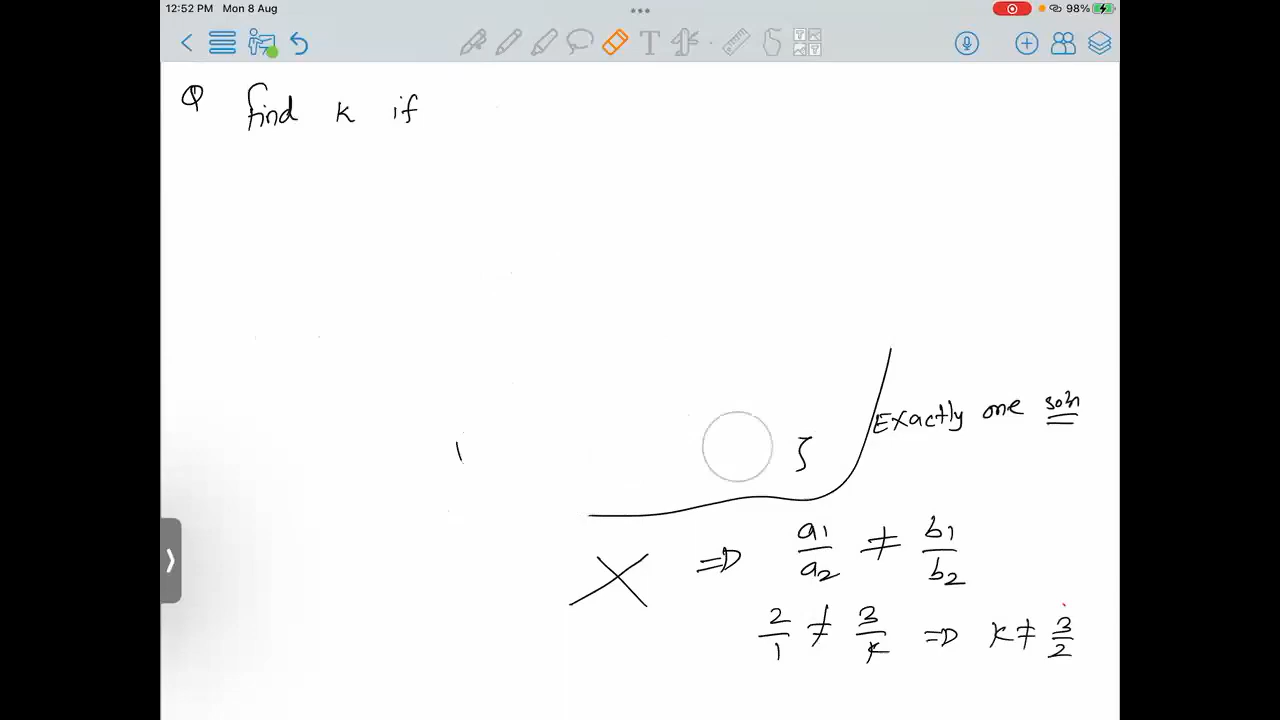 12:52 PM Mon 8 Aug
98%
Q find k if
Exactly one soln
=D a1/a2 ≠ b1/b2
2/1 ≠ 3/k =D k ≠ 3/2